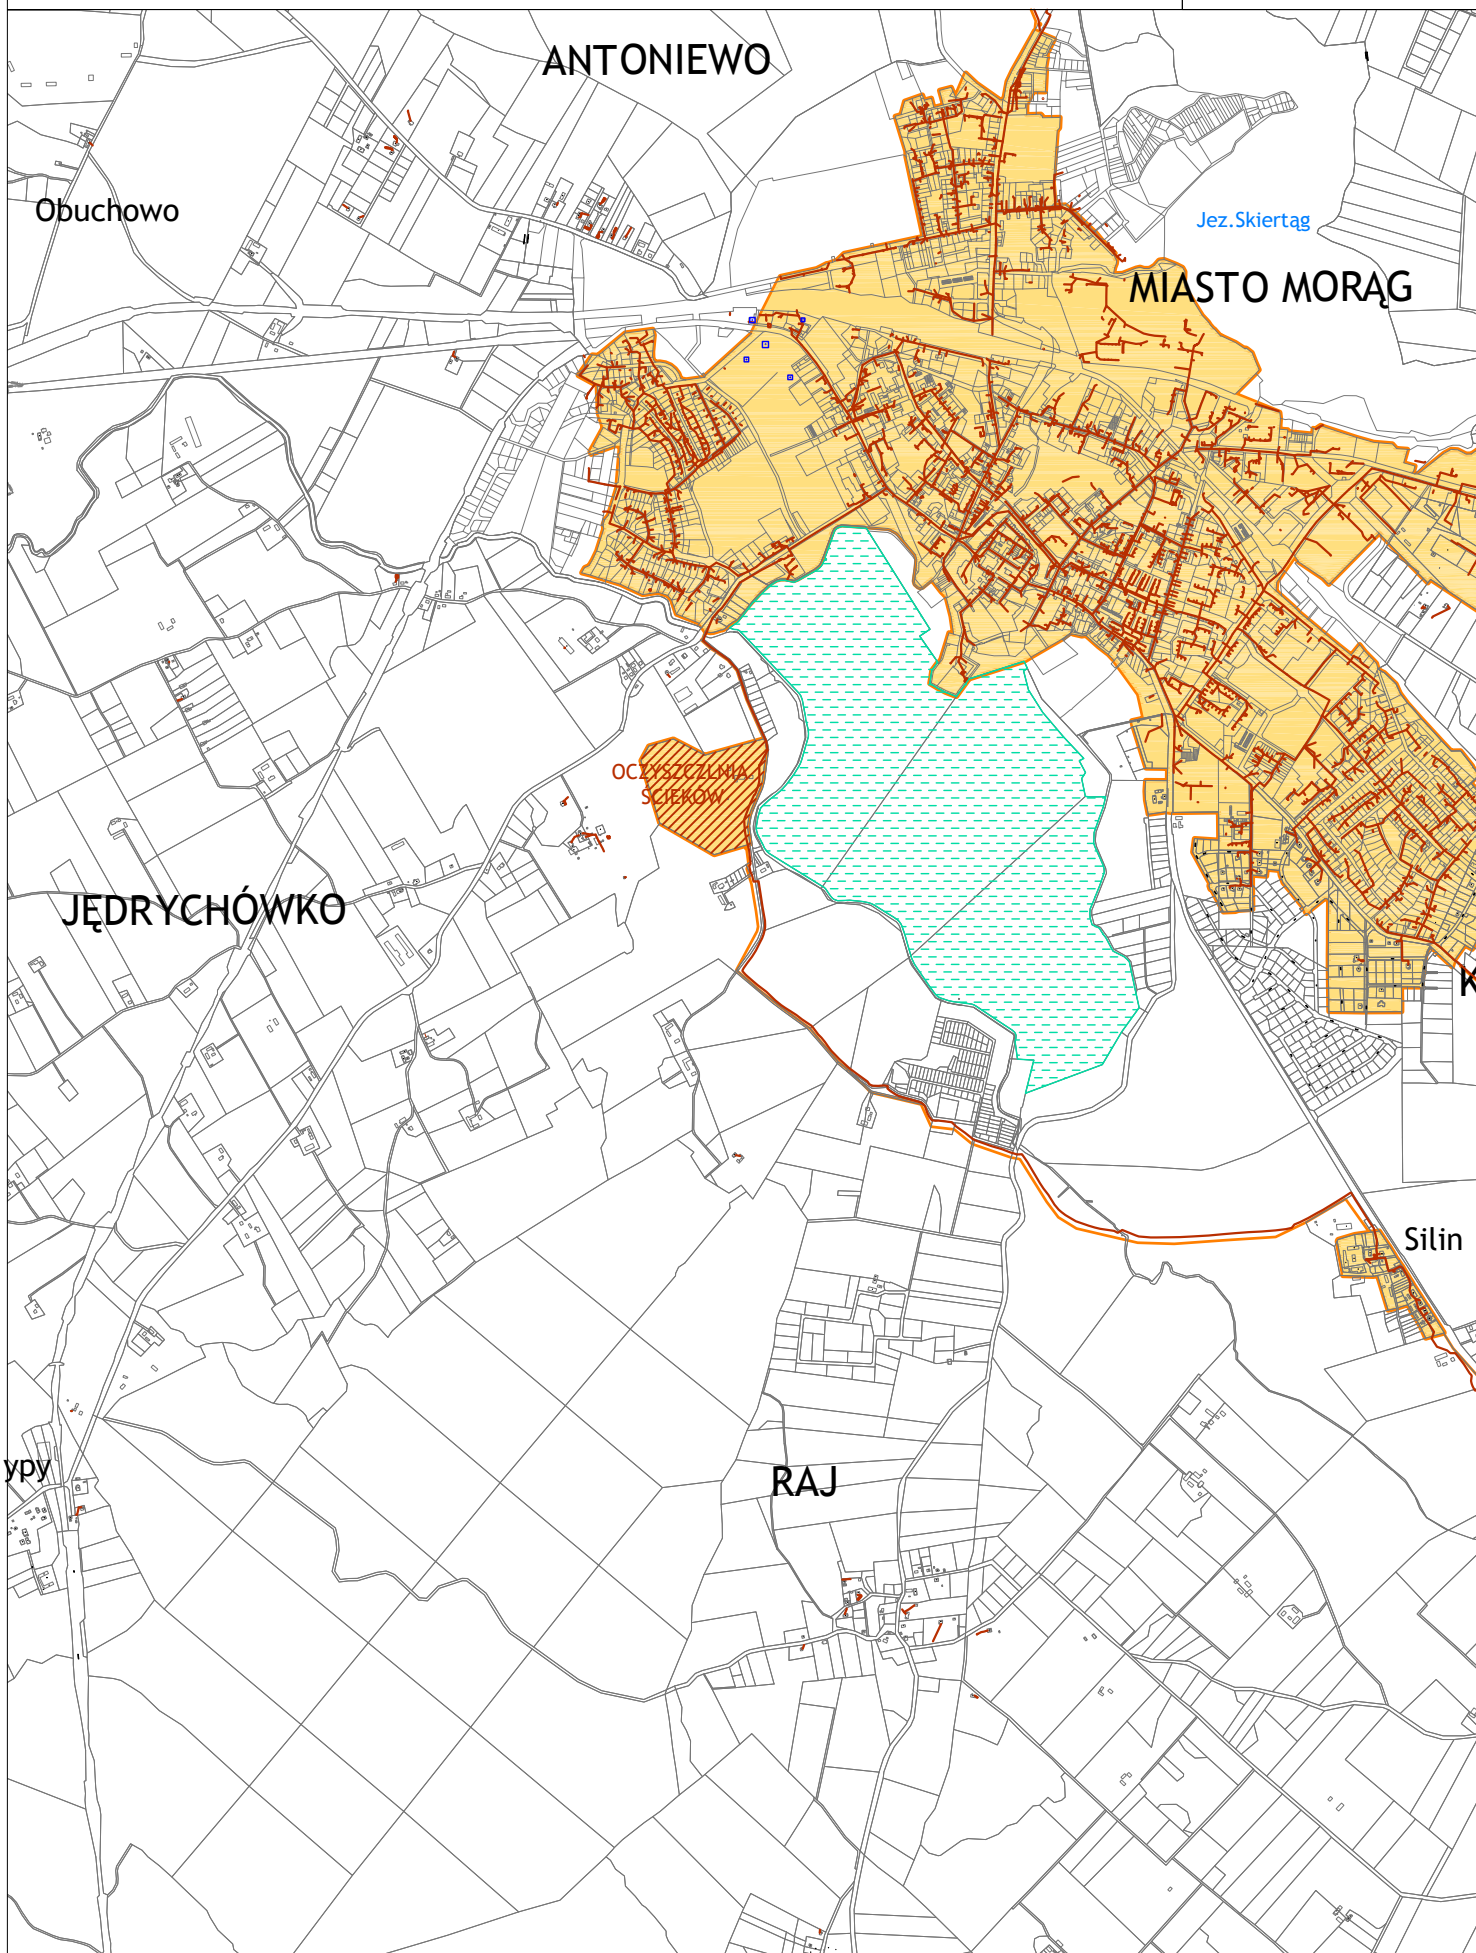 ANTONIEWO
Obuchowo
Jez.Skiertąg
MIASTO MORĄG
OCZYSZCZLNIA
ŚCIEKÓW
JĘDRYCHÓWKO
K
Silin
ypy
RAJ